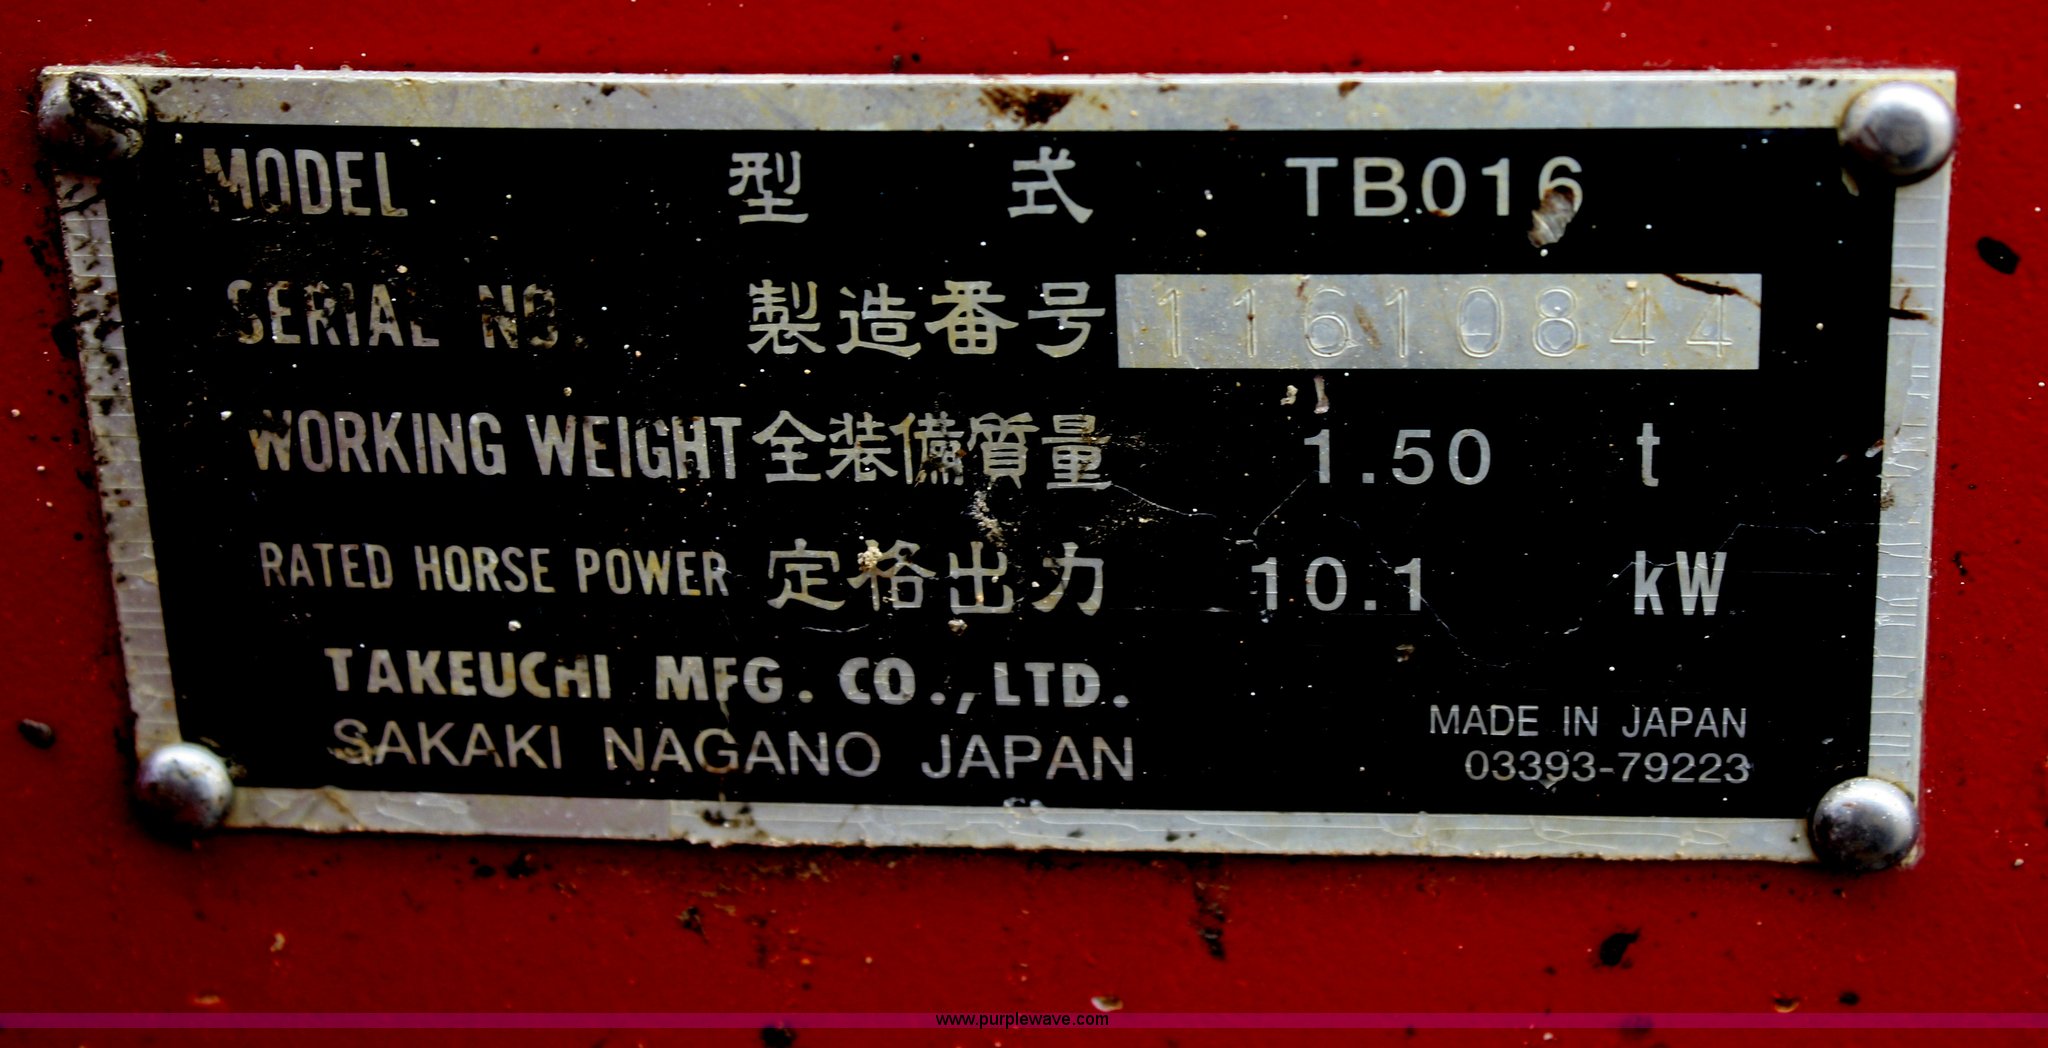 MODEL 型式 TB016
SERIAL NO. 製造番号 11610844
WORKING WEIGHT 全装備質量 1.50 t
RATED HORSE POWER 定格出力 10.1 kW
TAKEUCHI MFG. CO., LTD.
SAKAKI NAGANO JAPAN
MADE IN JAPAN
03393-79223
www.purplewave.com